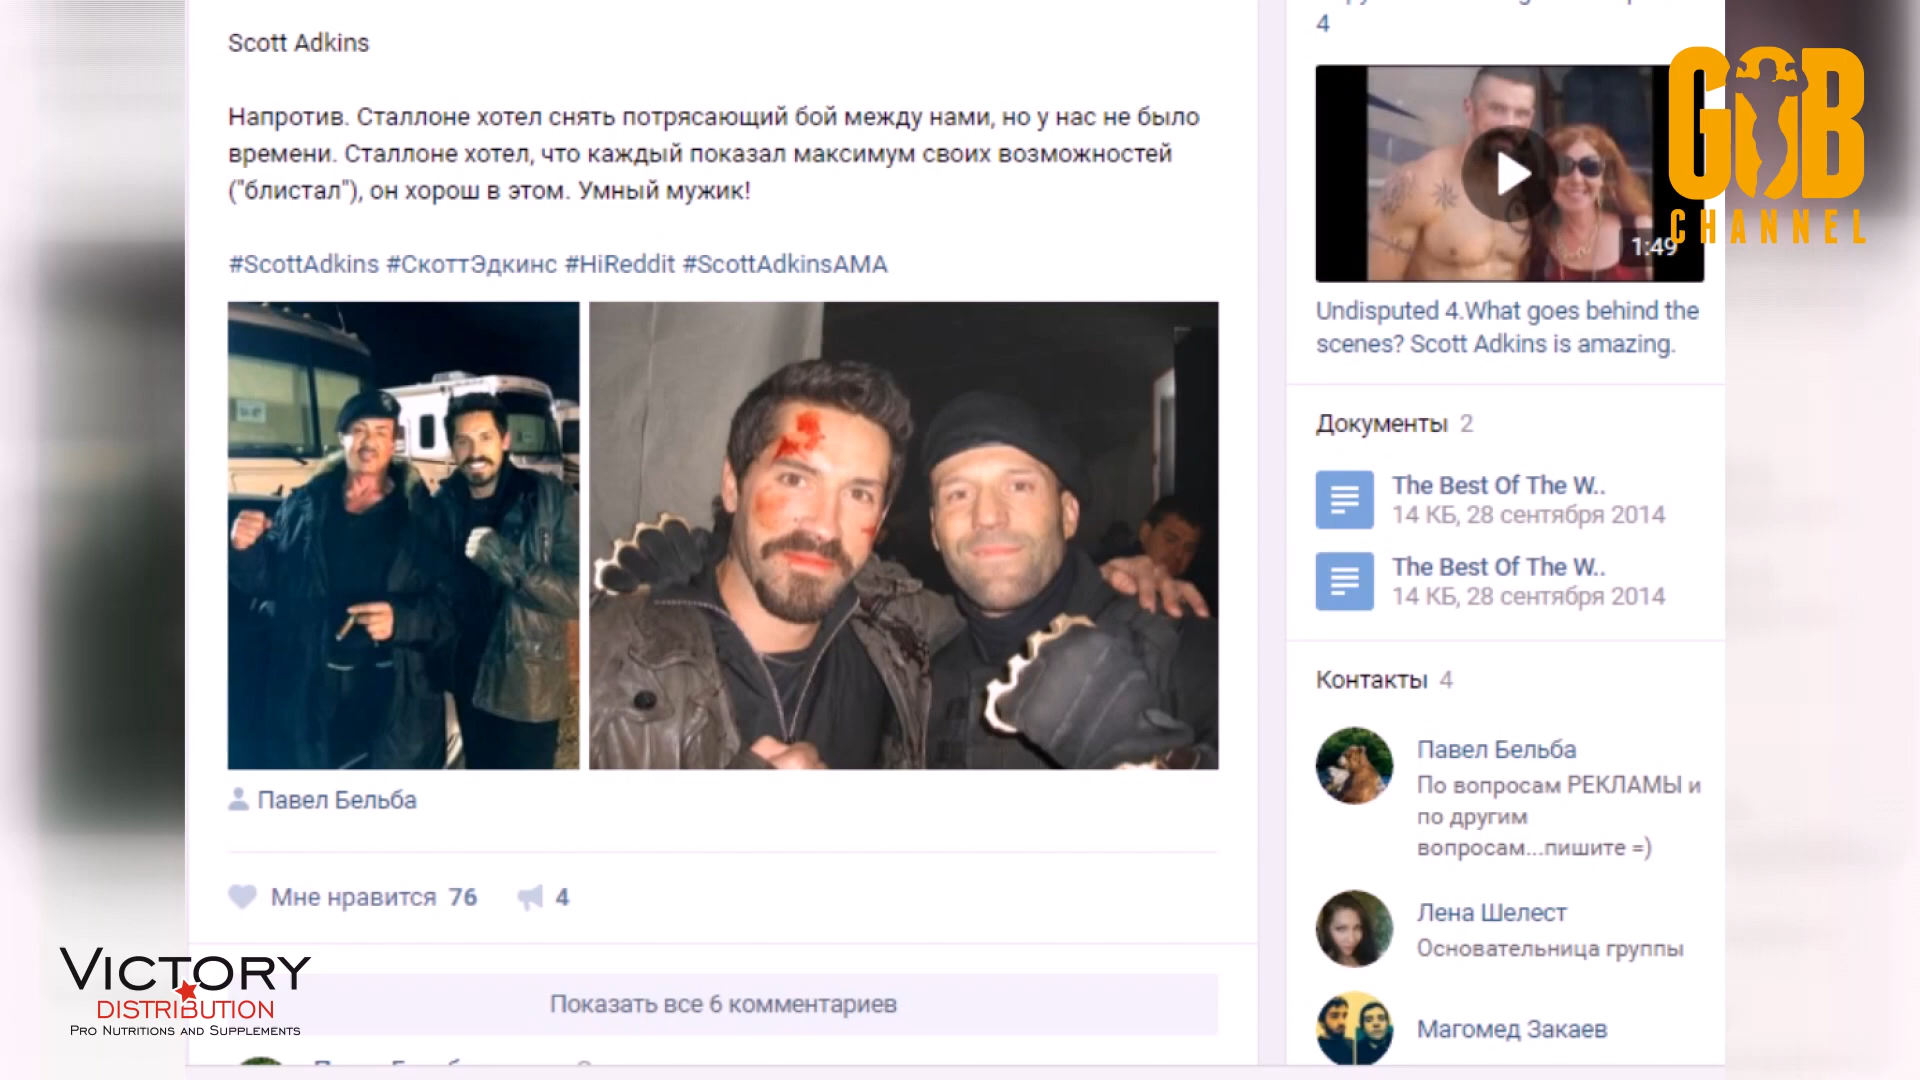 Scott Adkins
Напротив. Сталлоне хотел снять потрясающий бой между нами, но у нас не было
времени. Сталлоне хотел, что каждый показал максимум своих возможностей
("блистал"), он хорош в этом. Умный мужик!
#ScottAdkins #СкоттЭдкинс #HiReddit #ScottAdkinsAMA
Павел Бельба
Мне нравится 76 4
Показать все 6 комментариев
4
1:49
Undisputed 4.What goes behind the
scenes? Scott Adkins is amazing.
Документы 2
The Best Of The W..
14 КБ, 28 сентября 2014
The Best Of The W..
14 КБ, 28 сентября 2014
Контакты 4
Павел Бельба
По вопросам РЕКЛАМЫ и
по другим
вопросам...пишите =)
Лена Шелест
Основательница группы
Магомед Закаев
GOB
CHANNEL
VICTORY
DISTRIBUTION
PRO NUTRITIONS AND SUPPLEMENTS